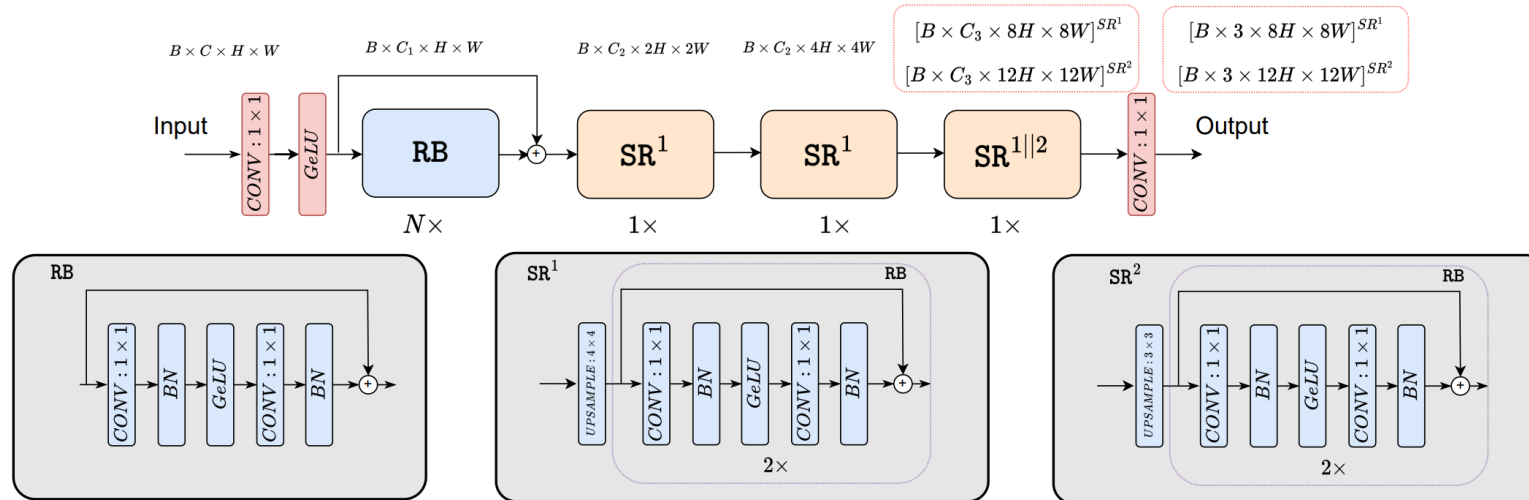 B × C × H × W
B × C₁ × H × W
B × C₂ × 2H × 2W
B × C₂ × 4H × 4W
[B × C₃ × 8H × 8W]^{SR¹}
[B × C₃ × 12H × 12W]^{SR²}
[B × 3 × 8H × 8W]^{SR¹}
[B × 3 × 12H × 12W]^{SR²}
Input
CONV : 1 × 1
GeLU
RB
+
SR¹
SR¹
SR^{1||2}
CONV : 1 × 1
Output
N×
1×
1×
1×
RB
CONV : 1 × 1
BN
GeLU
CONV : 1 × 1
BN
+
SR¹
RB
UPSAMPLE : 4 × 4
CONV : 1 × 1
BN
GeLU
CONV : 1 × 1
BN
+
2×
SR²
RB
UPSAMPLE : 3 × 3
CONV : 1 × 1
BN
GeLU
CONV : 1 × 1
BN
+
2×